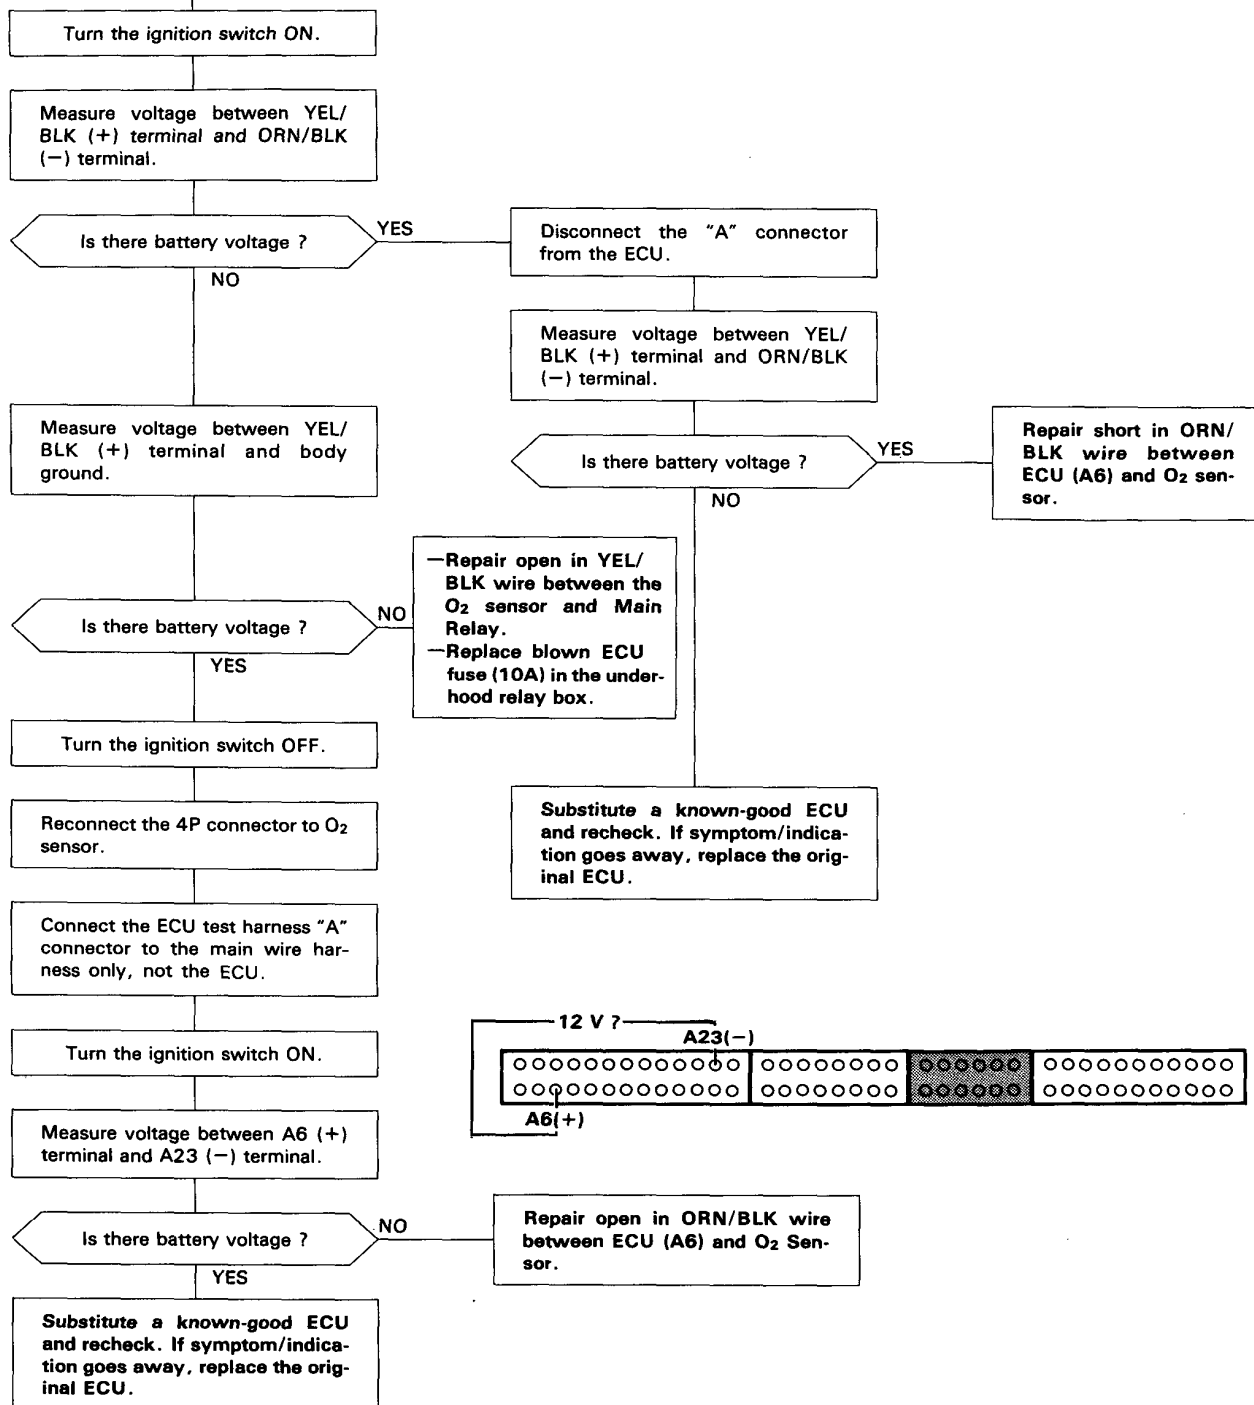 Turn the ignition switch ON.
Measure voltage between YEL/
BLK (+) terminal and ORN/BLK
(−) terminal.
Is there battery voltage ?
YES
NO
Disconnect the "A" connector
from the ECU.
Measure voltage between YEL/
BLK (+) terminal and ORN/BLK
(−) terminal.
Is there battery voltage ?
YES
NO
Repair short in ORN/
BLK wire between
ECU (A6) and O2 sen-
sor.
Measure voltage between YEL/
BLK (+) terminal and body
ground.
Is there battery voltage ?
NO
YES
—Repair open in YEL/
BLK wire between the
O2 sensor and Main
Relay.
—Replace blown ECU
fuse (10A) in the under-
hood relay box.
Turn the ignition switch OFF.
Reconnect the 4P connector to O2
sensor.
Substitute a known-good ECU
and recheck. If symptom/indica-
tion goes away, replace the orig-
inal ECU.
Connect the ECU test harness "A"
connector to the main wire har-
ness only, not the ECU.
Turn the ignition switch ON.
12 V ?
A23(−)
A6(+)
Measure voltage between A6 (+)
terminal and A23 (−) terminal.
Is there battery voltage ?
NO
YES
Repair open in ORN/BLK wire
between ECU (A6) and O2 Sen-
sor.
Substitute a known-good ECU
and recheck. If symptom/indica-
tion goes away, replace the orig-
inal ECU.